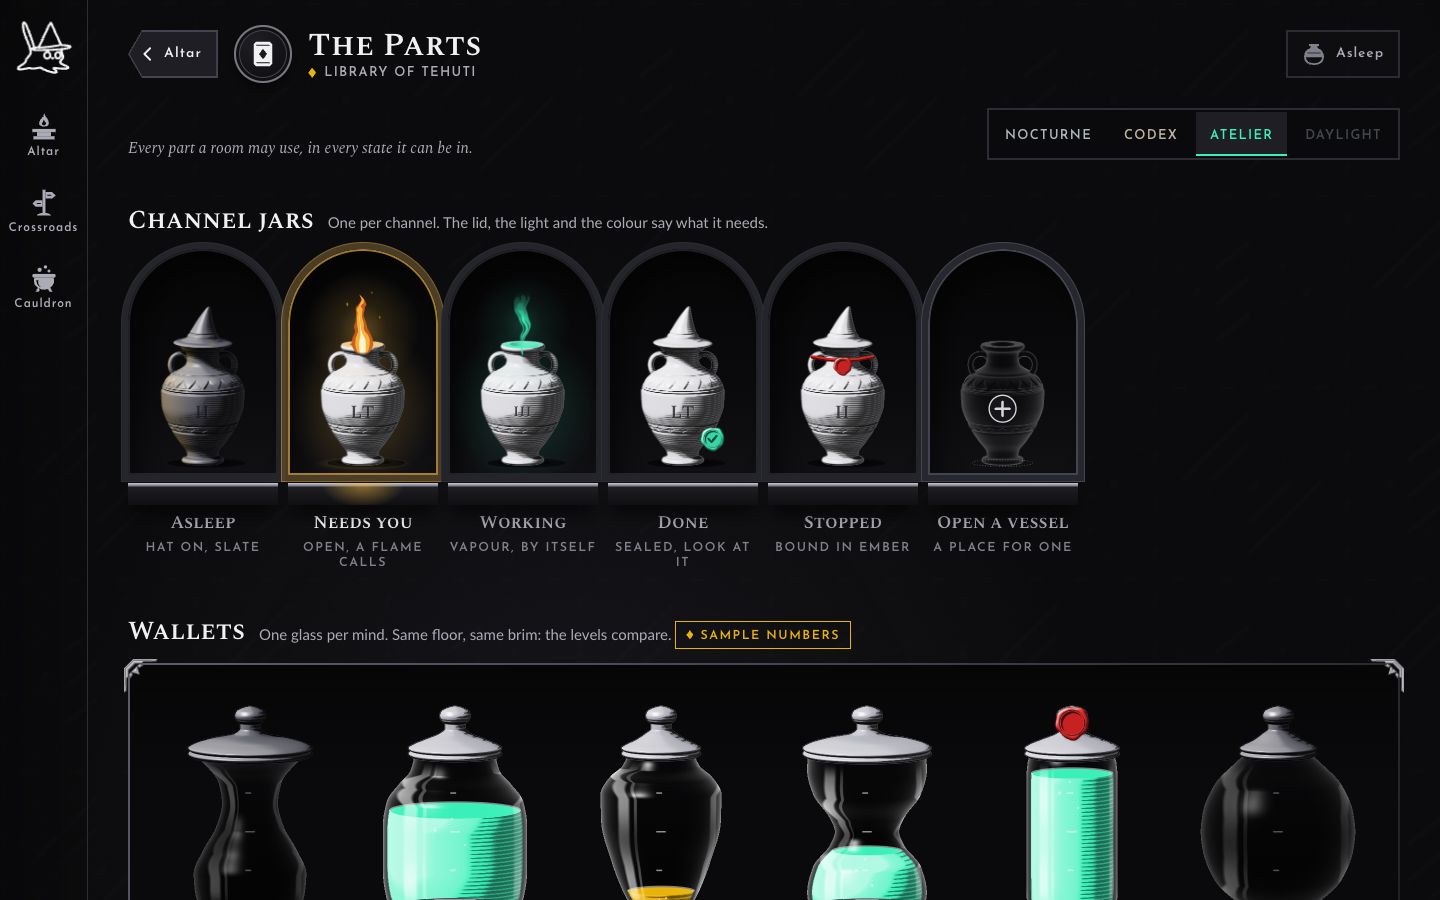 Altar
THE PARTS
LIBRARY OF TEHUTI
Asleep
Altar
Crossroads
Cauldron
NOCTURNE
CODEX
ATELIER
DAYLIGHT
Every part a room may use, in every state it can be in.
CHANNEL JARS
One per channel. The lid, the light and the colour say what it needs.
II
LT
III
LT
II
ASLEEP
NEEDS YOU
WORKING
DONE
STOPPED
OPEN A VESSEL
HAT ON, SLATE
OPEN, A FLAME
CALLS
VAPOUR, BY ITSELF
SEALED, LOOK AT
IT
BOUND IN EMBER
A PLACE FOR ONE
WALLETS
One glass per mind. Same floor, same brim: the levels compare.
SAMPLE NUMBERS